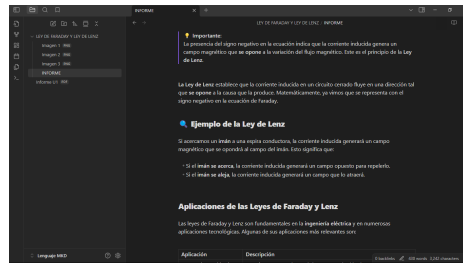 INFORME
LEY DE FARADAY Y LEY DE LENZ / INFORME
LEY DE FARADAY Y LEY DE LENZ
Imagen 1 PNG
Imagen 2 PNG
Imagen 3 PNG
INFORME
Importante:
La presencia del signo negativo en la ecuación indica que la corriente inducida genera un
campo magnético que se opone a la variación del flujo magnético. Este es el principio de la Ley
de Lenz.
La Ley de Lenz establece que la corriente inducida en un circuito cerrado fluye en una dirección tal
que se opone a la causa que la produce. Matemáticamente, ya vimos que se representa con el
signo negativo en la ecuación de Faraday.
Ejemplo de la Ley de Lenz
Si acercamos un imán a una espira conductora, la corriente inducida generará un campo
magnético que se opondrá al campo del imán. Esto significa que:
Si el imán se acerca, la corriente inducida generará un campo opuesto para repelerlo.
Si el imán se aleja, la corriente inducida generará un campo que lo atraerá.
Aplicaciones de las Leyes de Faraday y Lenz
Las leyes de Faraday y Lenz son fundamentales en la ingeniería eléctrica y en numerosas
aplicaciones tecnológicas. Algunas de sus aplicaciones más relevantes son:
Aplicación Descripción
Lenguaje MKD
0 backlinks words characters